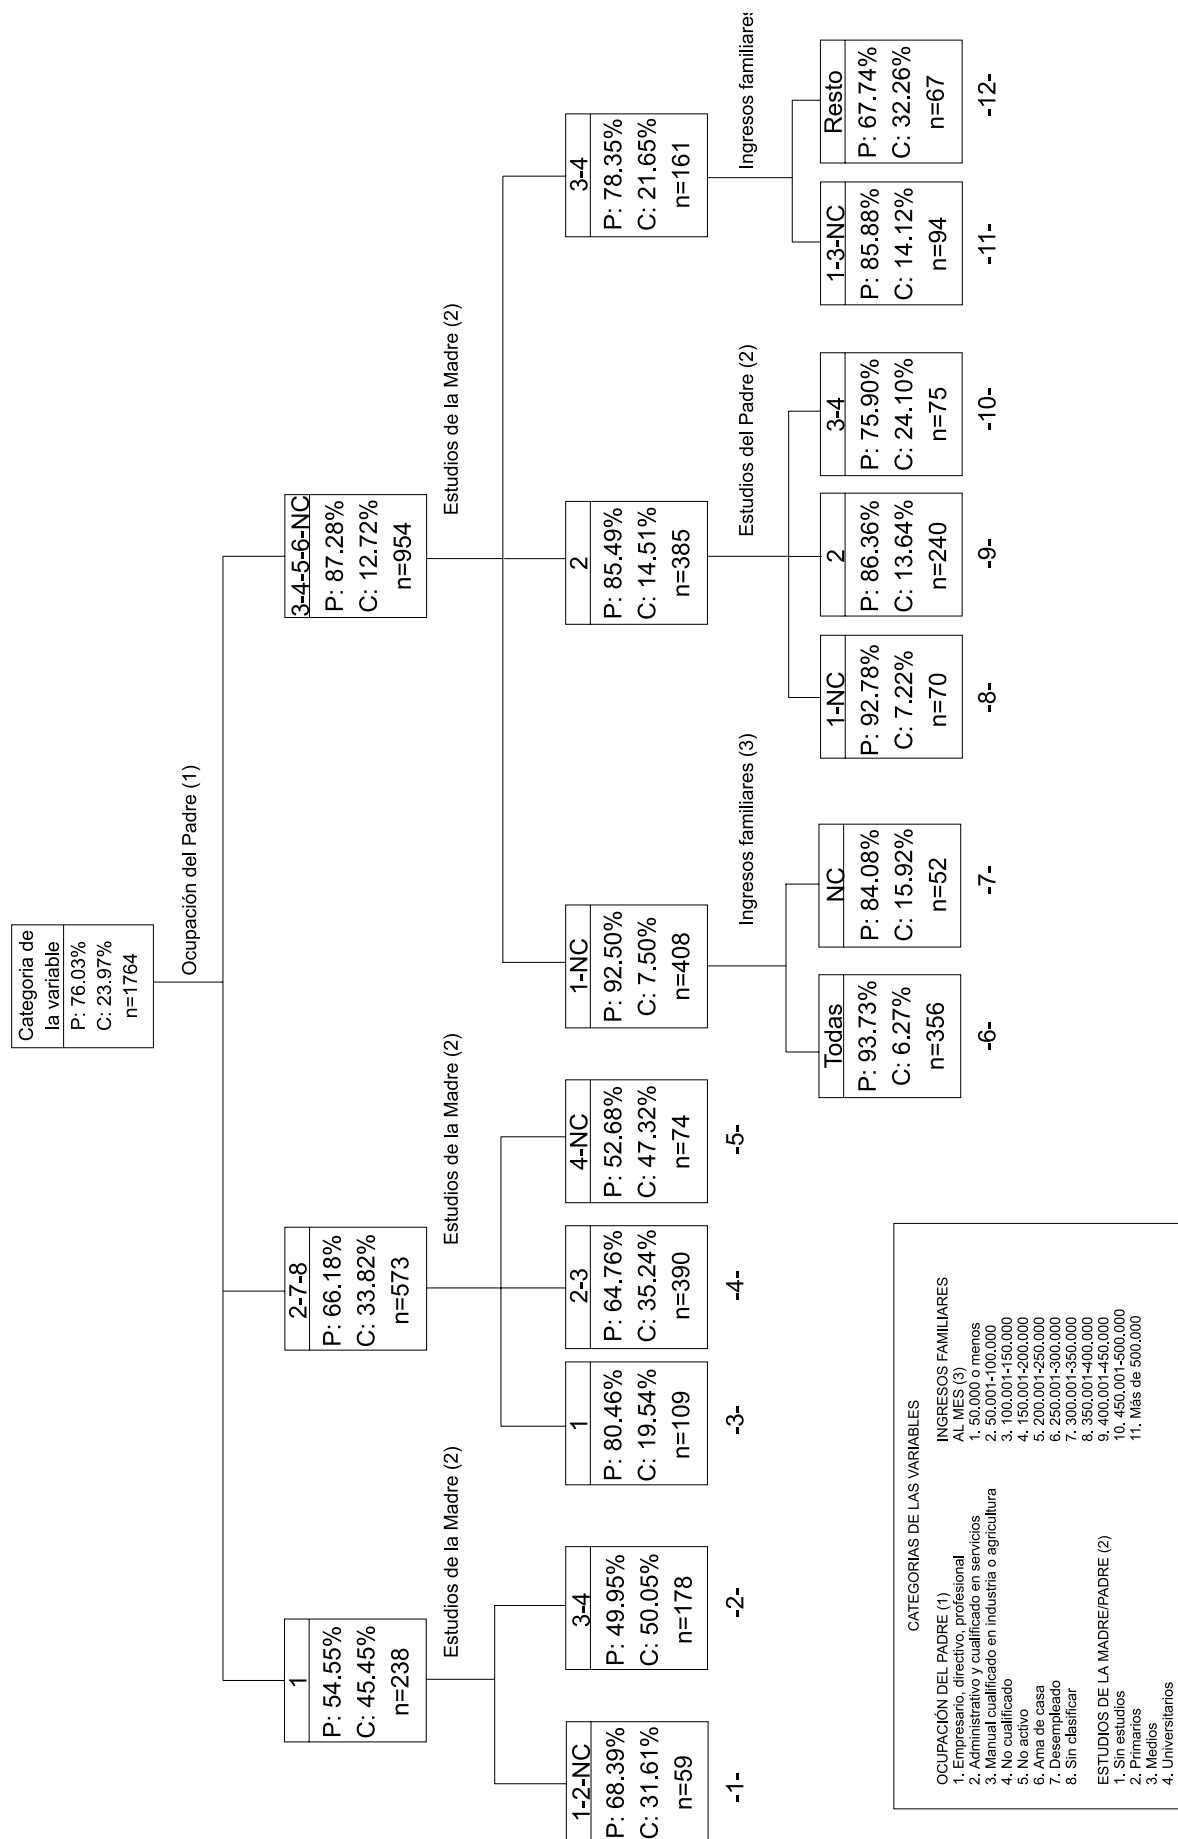 Categoria de
la variable
P: 76.03%
C: 23.97%
n=1764
Ocupación del Padre (1)
1
P: 54.55%
C: 45.45%
n=238
2-7-8
P: 66.18%
C: 33.82%
n=573
3-4-5-6-NC
P: 87.28%
C: 12.72%
n=954
Estudios de la Madre (2)
Estudios de la Madre (2)
Estudios de la Madre (2)
1-2-NC
P: 68.39%
C: 31.61%
n=59
-1-
3-4
P: 49.95%
C: 50.05%
n=178
-2-
1
P: 80.46%
C: 19.54%
n=109
-3-
2-3
P: 64.76%
C: 35.24%
n=390
-4-
4-NC
P: 52.68%
C: 47.32%
n=74
-5-
1-NC
P: 92.50%
C: 7.50%
n=408
2
P: 85.49%
C: 14.51%
n=385
3-4
P: 78.35%
C: 21.65%
n=161
Ingresos familiares (3)
Estudios del Padre (2)
Ingresos familiares
Todas
P: 93.73%
C: 6.27%
n=356
-6-
NC
P: 84.08%
C: 15.92%
n=52
-7-
1-NC
P: 92.78%
C: 7.22%
n=70
-8-
2
P: 86.36%
C: 13.64%
n=240
-9-
3-4
P: 75.90%
C: 24.10%
n=75
-10-
1-3-NC
P: 85.88%
C: 14.12%
n=94
-11-
Resto
P: 67.74%
C: 32.26%
n=67
-12-
CATEGORIAS DE LAS VARIABLES
OCUPACIÓN DEL PADRE (1)
1. Empresario, directivo, profesional
2. Administrativo y cualificado en servicios
3. Manual cualificado en industria o agricultura
4. No cualificado
5. No activo
6. Ama de casa
7. Desempleado
8. Sin clasificar
ESTUDIOS DE LA MADRE/PADRE (2)
1. Sin estudios
2. Primarios
3. Medios
4. Universitarios
INGRESOS FAMILIARES
AL MES (3)
1. 50.000 o menos
2. 50.001-100.000
3. 100.001-150.000
4. 150.001-200.000
5. 200.001-250.000
6. 250.001-300.000
7. 300.001-350.000
8. 350.001-400.000
9. 400.001-450.000
10. 450.001-500.000
11. Más de 500.000